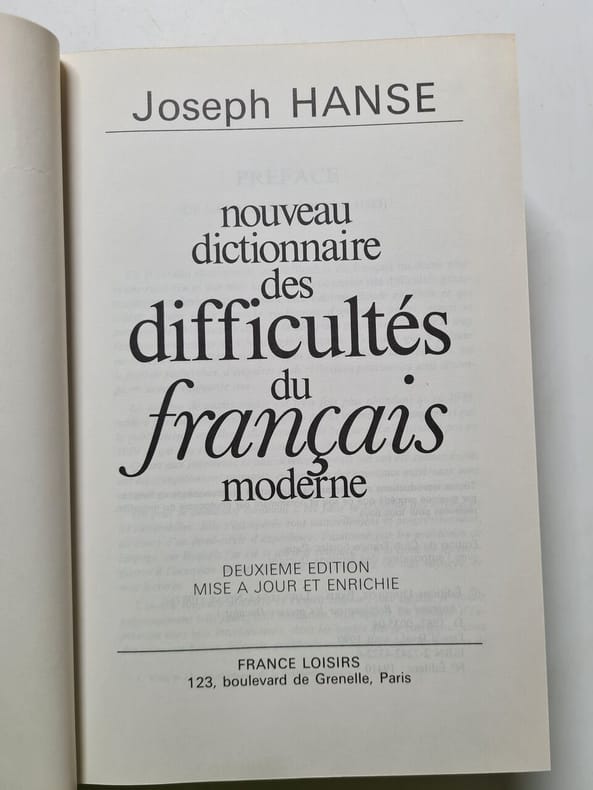 Joseph HANSE
PRÉFACE
nouveau
dictionnaire
des
difficultés
du
français
moderne
DEUXIEME EDITION
MISE A JOUR ET ENRICHIE
FRANCE LOISIRS
123, boulevard de Grenelle, Paris